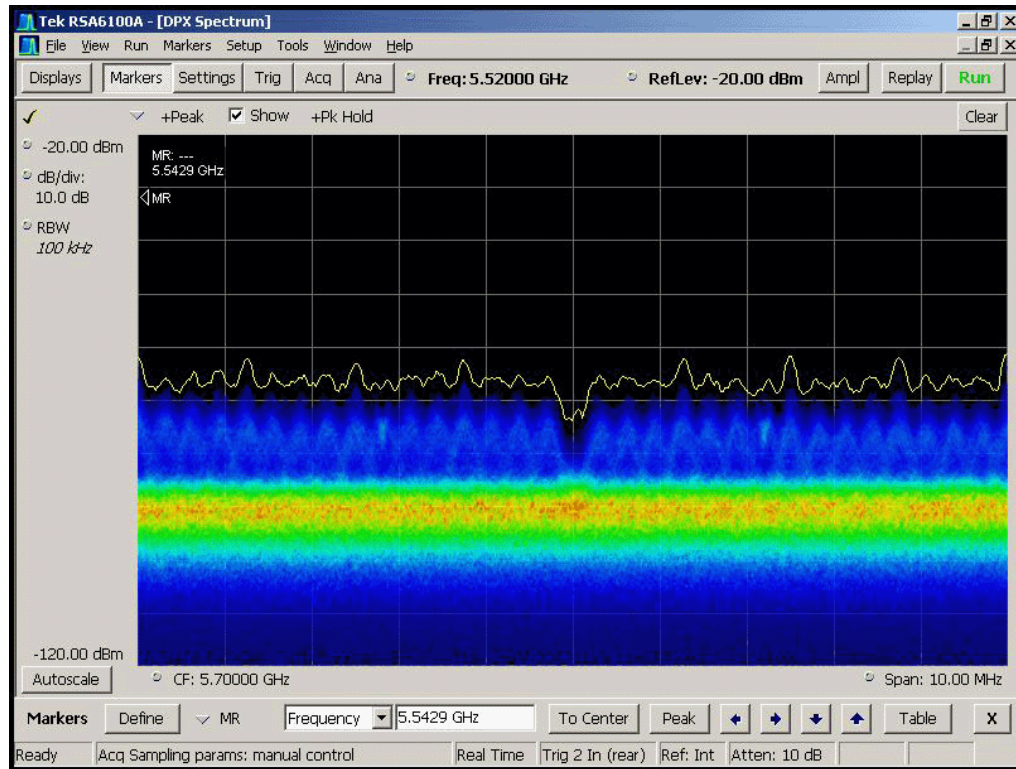 Tek RSA6100A - [DPX Spectrum]
File View Run Markers Setup Tools Window Help
Displays Markers Settings Trig Acq Ana Freq: 5.52000 GHz RefLev: -20.00 dBm Ampl Replay Run
+Peak Show +Pk Hold Clear
-20.00 dBm
dB/div:
10.0 dB
RBW
100 kHz
MR: ---
5.5429 GHz
MR
-120.00 dBm
Autoscale CF: 5.70000 GHz Span: 10.00 MHz
Markers Define MR Frequency 5.5429 GHz To Center Peak Table X
Ready Acq Sampling params: manual control Real Time Trig 2 In (rear) Ref: Int Atten: 10 dB